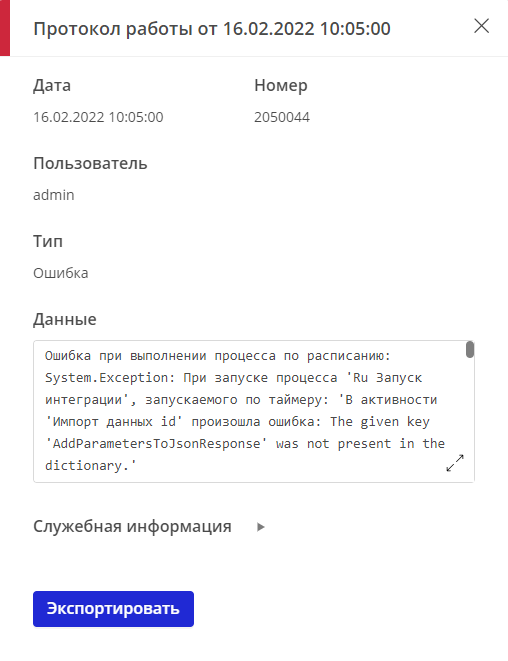 Протокол работы от 16.02.2022 10:05:00
Дата
Номер
16.02.2022 10:05:00
2050044
Пользователь
admin
Тип
Ошибка
Данные
Ошибка при выполнении процесса по расписанию:
System.Exception: При запуске процесса 'Ru Запуск
интеграции', запускаемого по таймеру: 'В активности
'Импорт данных id' произошла ошибка: The given key
'AddParametersToJsonResponse' was not present in the
dictionary.'
Служебная информация
Экспортировать